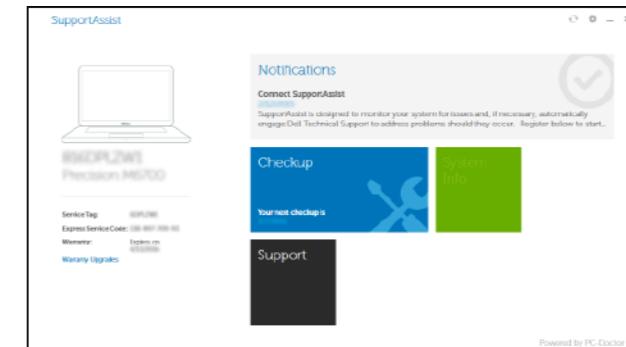 SupportAssist
Notifications
Connect SupportAssist
SupportAssist is designed to monitor your system for issues and, if necessary, automatically
engage Dell Technical Support to address problems should they occur. Register below to start...
Precision M6700
Checkup
System
Info
Your next checkup is
Service Tag:
Express Service Code:
Warranty: Expires on
Warranty Upgrades
Support
Powered by PC-Doctor